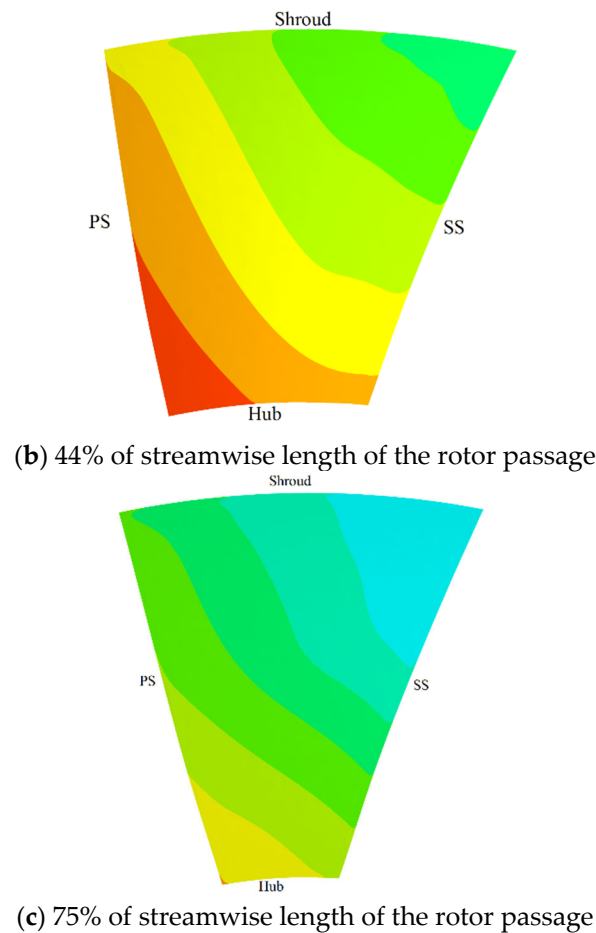 Shroud
PS
SS
Hub
(b) 44% of streamwise length of the rotor passage
Shroud
PS
SS
Hub
(c) 75% of streamwise length of the rotor passage